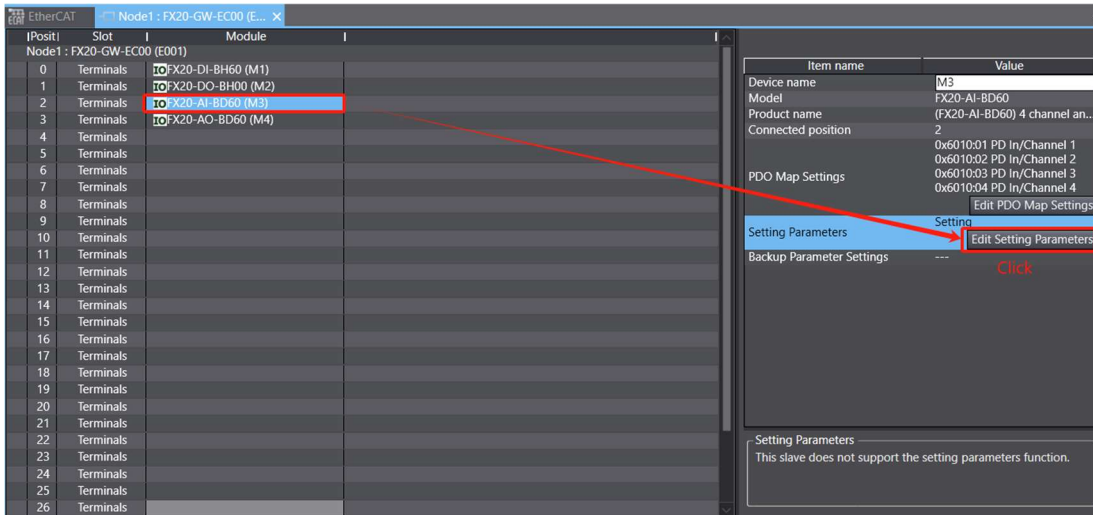 EtherCAT
Node1 : FX20-GW-EC00 (E...
Posit Slot Module
Node1 : FX20-GW-EC00 (E001)
0 Terminals FX20-DI-BH60 (M1)
1 Terminals FX20-DO-BH00 (M2)
2 Terminals FX20-AI-BD60 (M3)
3 Terminals FX20-AO-BD60 (M4)
4 Terminals
5 Terminals
6 Terminals
7 Terminals
8 Terminals
9 Terminals
10 Terminals
11 Terminals
12 Terminals
13 Terminals
14 Terminals
15 Terminals
16 Terminals
17 Terminals
18 Terminals
19 Terminals
20 Terminals
21 Terminals
22 Terminals
23 Terminals
24 Terminals
25 Terminals
26 Terminals
Item name Value
Device name M3
Model FX20-AI-BD60
Product name (FX20-AI-BD60) 4 channel an...
Connected position 2
PDO Map Settings
0x6010:01 PD In/Channel 1
0x6010:02 PD In/Channel 2
0x6010:03 PD In/Channel 3
0x6010:04 PD In/Channel 4
Edit PDO Map Settings
Setting Parameters
Setting
Edit Setting Parameters
Backup Parameter Settings ---
Click
Setting Parameters
This slave does not support the setting parameters function.